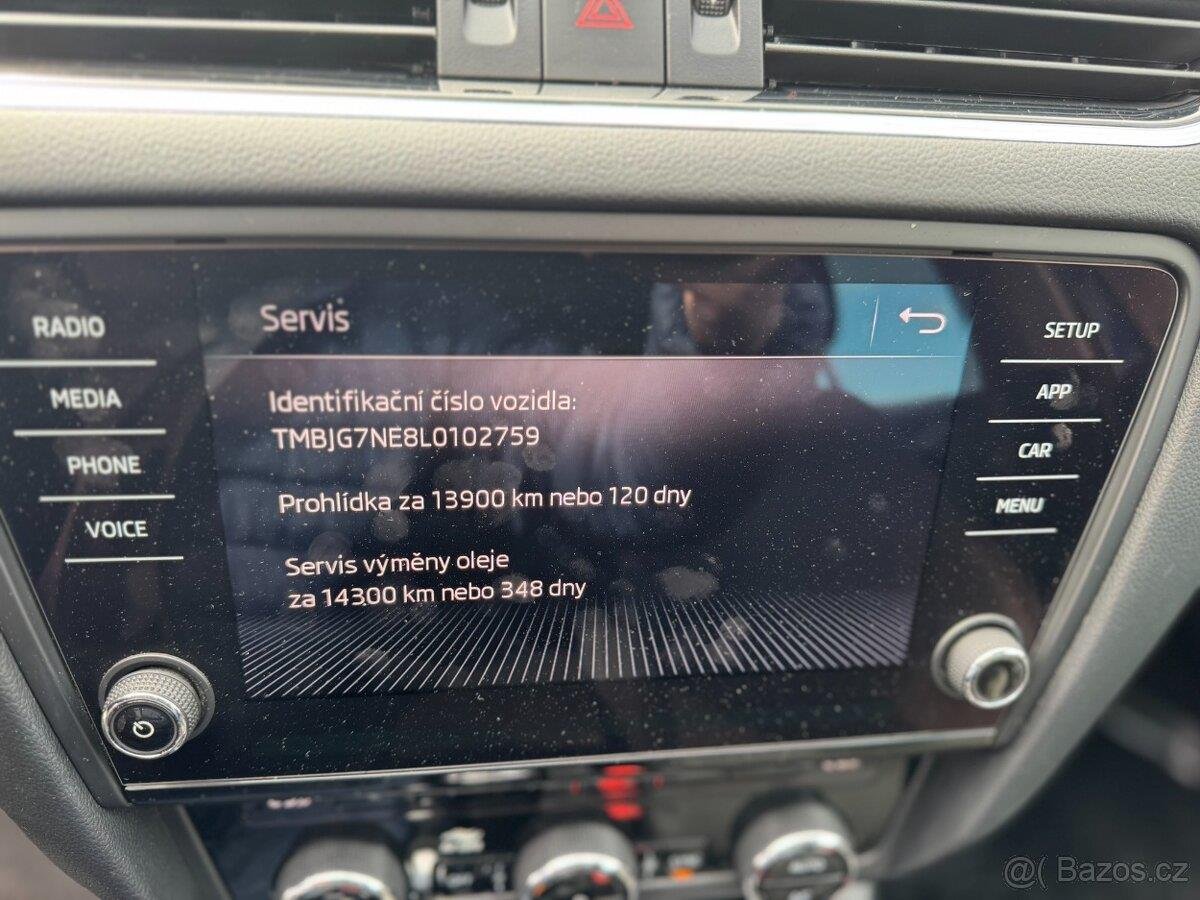 Servis
RADIO
MEDIA
PHONE
VOICE
Identifikační číslo vozidla:
TMBJG7NE8L0102759
Prohlídka za 13900 km nebo 120 dny
Servis výměny oleje
za 14300 km nebo 348 dny
SETUP
APP
CAR
MENU
@( Bazos.cz